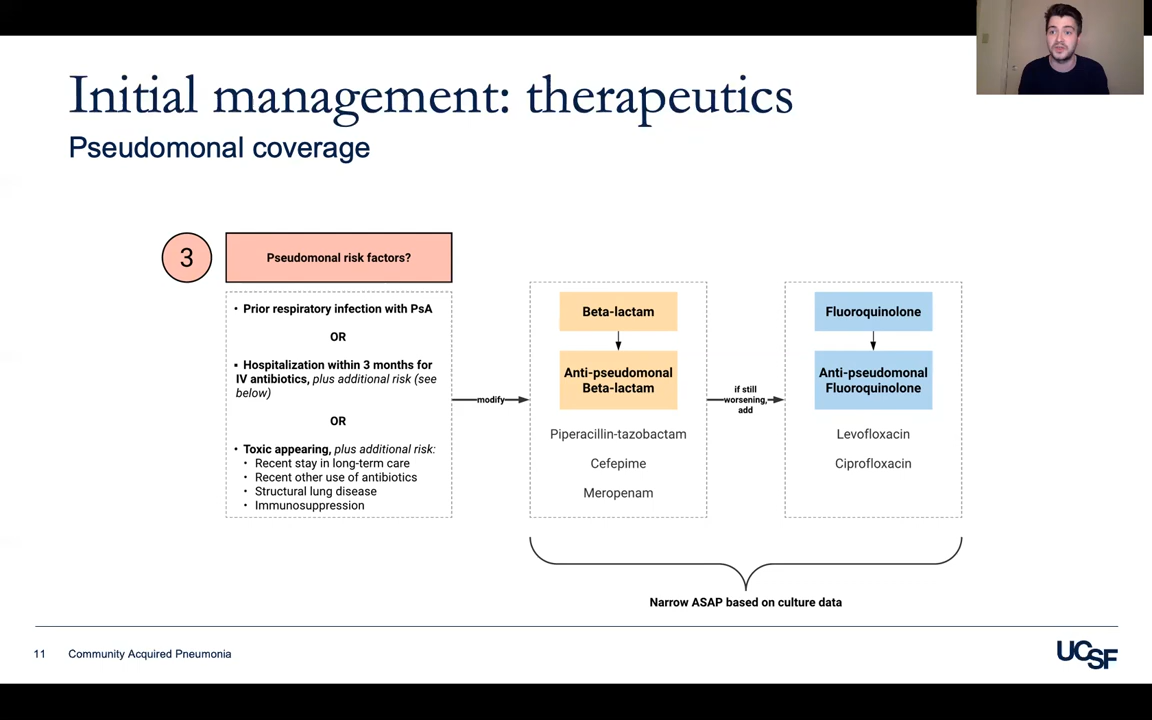 Initial management: therapeutics
Pseudomonal coverage
3
Pseudomonal risk factors?
▪ Prior respiratory infection with PsA
OR
▪ Hospitalization within 3 months for
IV antibiotics, plus additional risk (see
below)
OR
▪ Toxic appearing, plus additional risk:
▪ Recent stay in long-term care
▪ Recent other use of antibiotics
▪ Structural lung disease
▪ Immunosuppression
modify
Beta-lactam
Anti-pseudomonal
Beta-lactam
Piperacillin-tazobactam
Cefepime
Meropenam
if still
worsening,
add
Fluoroquinolone
Anti-pseudomonal
Fluoroquinolone
Levofloxacin
Ciprofloxacin
Narrow ASAP based on culture data
11 Community Acquired Pneumonia
UCSF